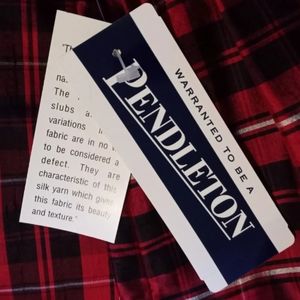 "Th
na
The
slubs a
variations
fabric are in no
to be considered a
defect. They are
characteristic of this
silk yarn which gives
this fabric its beauty
and texture."
PENDLETON
WARRANTED TO BE A